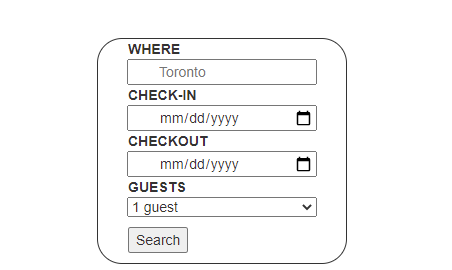 WHERE
Toronto
CHECK-IN
mm/dd/yyyy
CHECKOUT
mm/dd/yyyy
GUESTS
1 guest
Search